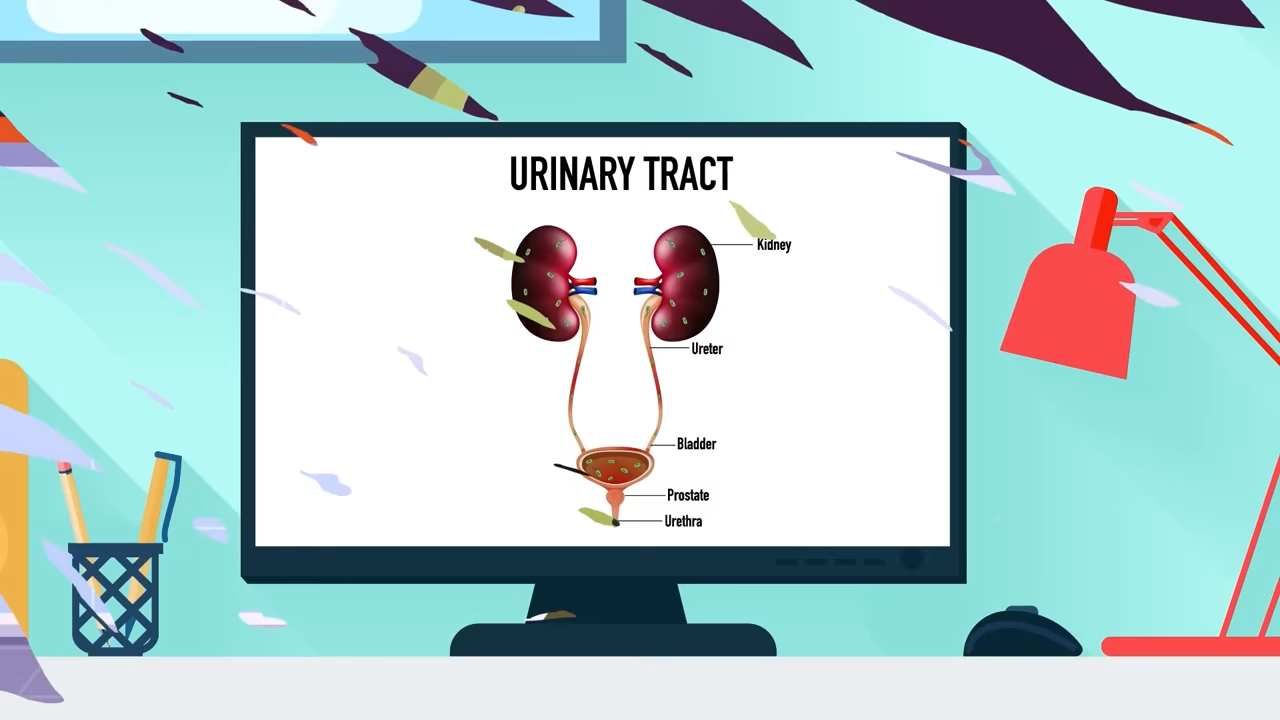 URINARY TRACT
Kidney
Ureter
Bladder
Prostate
Urethra